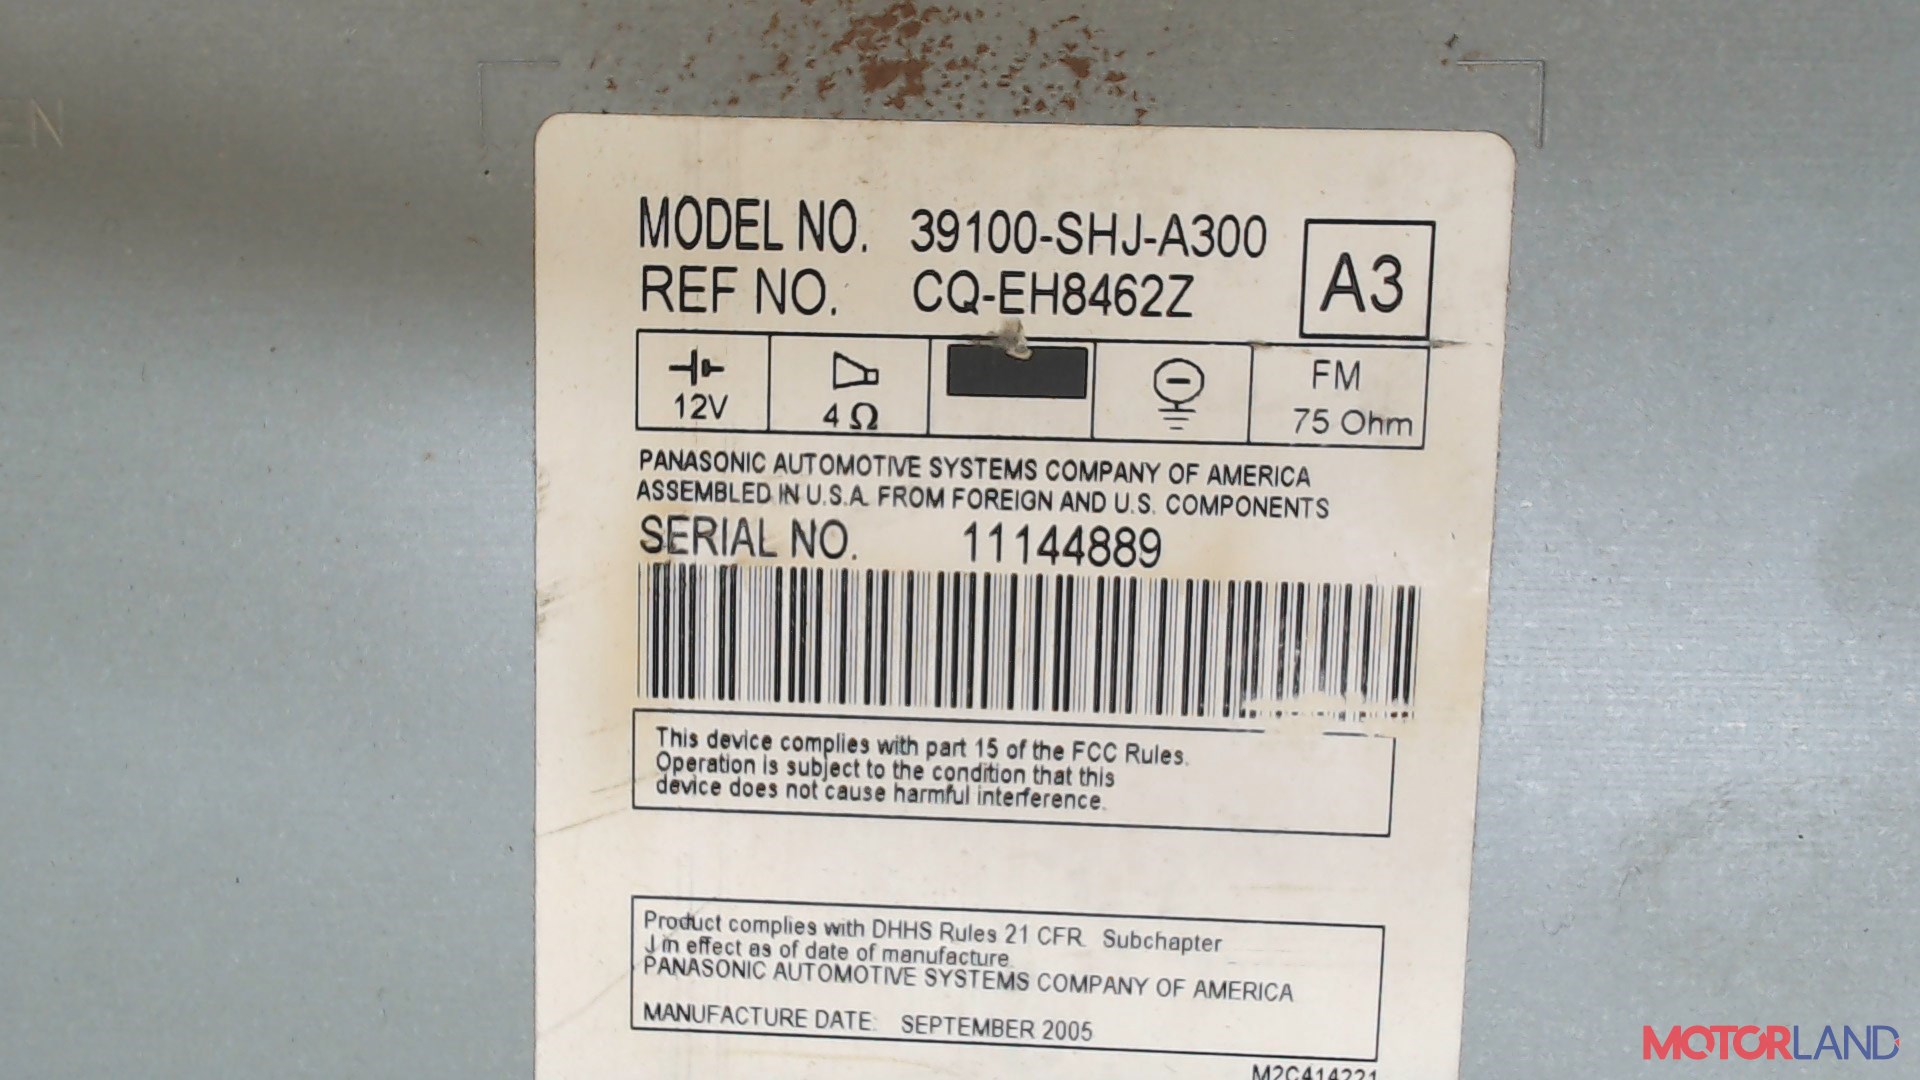 EN
MODEL NO. 39100-SHJ-A300
REF NO. CQ-EH8462Z
A3
12V
4 Ω
FM
75 Ohm
PANASONIC AUTOMOTIVE SYSTEMS COMPANY OF AMERICA
ASSEMBLED IN U.S.A. FROM FOREIGN AND U.S. COMPONENTS
SERIAL NO. 11144889
This device complies with part 15 of the FCC Rules.
Operation is subject to the condition that this
device does not cause harmful interference.
Product complies with DHHS Rules 21 CFR. Subchapter
J in effect as of date of manufacture.
PANASONIC AUTOMOTIVE SYSTEMS COMPANY OF AMERICA
MANUFACTURE DATE: SEPTEMBER 2005
M2C414221
MOTORLAND